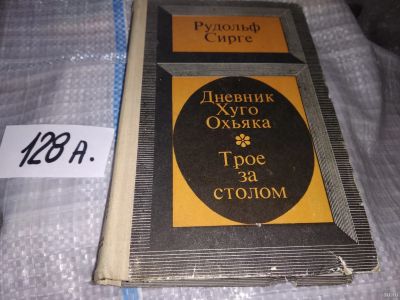 Рудольф
Сирге
Дневник
Хуго
Охьяка
Трое
за
столом
128 А.